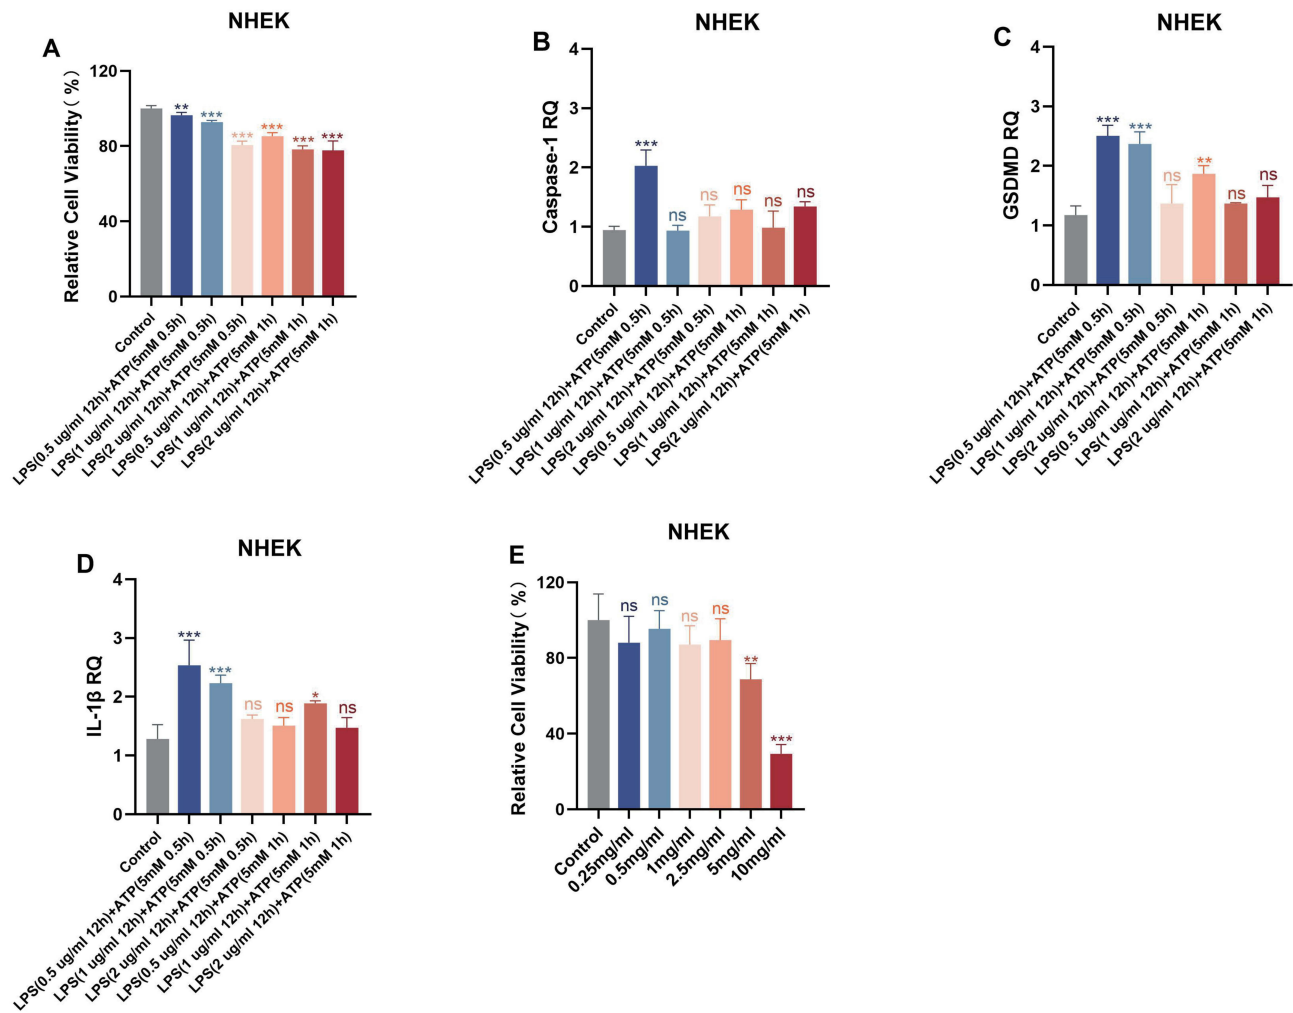 NHEK
A
Relative Cell Viability( %)
120
80
40
0
** *** *** *** *** ***
Control
LPS(0.5 ug/ml 12h)+ATP(5mM 0.5h)
LPS(1 ug/ml 12h)+ATP(5mM 0.5h)
LPS(2 ug/ml 12h)+ATP(5mM 0.5h)
LPS(0.5 ug/ml 12h)+ATP(5mM 1h)
LPS(1 ug/ml 12h)+ATP(5mM 1h)
LPS(2 ug/ml 12h)+ATP(5mM 1h)
NHEK
B
Caspase-1 RQ
4
3
2
1
0
*** ns ns ns ns ns
Control
LPS(0.5 ug/ml 12h)+ATP(5mM 0.5h)
LPS(1 ug/ml 12h)+ATP(5mM 0.5h)
LPS(2 ug/ml 12h)+ATP(5mM 0.5h)
LPS(0.5 ug/ml 12h)+ATP(5mM 1h)
LPS(1 ug/ml 12h)+ATP(5mM 1h)
LPS(2 ug/ml 12h)+ATP(5mM 1h)
NHEK
C
GSDMD RQ
4
3
2
1
0
*** *** ns ** ns ns
Control
LPS(0.5 ug/ml 12h)+ATP(5mM 0.5h)
LPS(1 ug/ml 12h)+ATP(5mM 0.5h)
LPS(2 ug/ml 12h)+ATP(5mM 0.5h)
LPS(0.5 ug/ml 12h)+ATP(5mM 1h)
LPS(1 ug/ml 12h)+ATP(5mM 1h)
LPS(2 ug/ml 12h)+ATP(5mM 1h)
NHEK
D
IL-1β RQ
4
3
2
1
0
*** *** ns ns * ns
Control
LPS(0.5 ug/ml 12h)+ATP(5mM 0.5h)
LPS(1 ug/ml 12h)+ATP(5mM 0.5h)
LPS(2 ug/ml 12h)+ATP(5mM 0.5h)
LPS(0.5 ug/ml 12h)+ATP(5mM 1h)
LPS(1 ug/ml 12h)+ATP(5mM 1h)
LPS(2 ug/ml 12h)+ATP(5mM 1h)
NHEK
E
Relative Cell Viability( %)
120
80
40
0
ns ns ns ns ** ***
Control
0.25mg/ml
0.5mg/ml
1mg/ml
2.5mg/ml
5mg/ml
10mg/ml